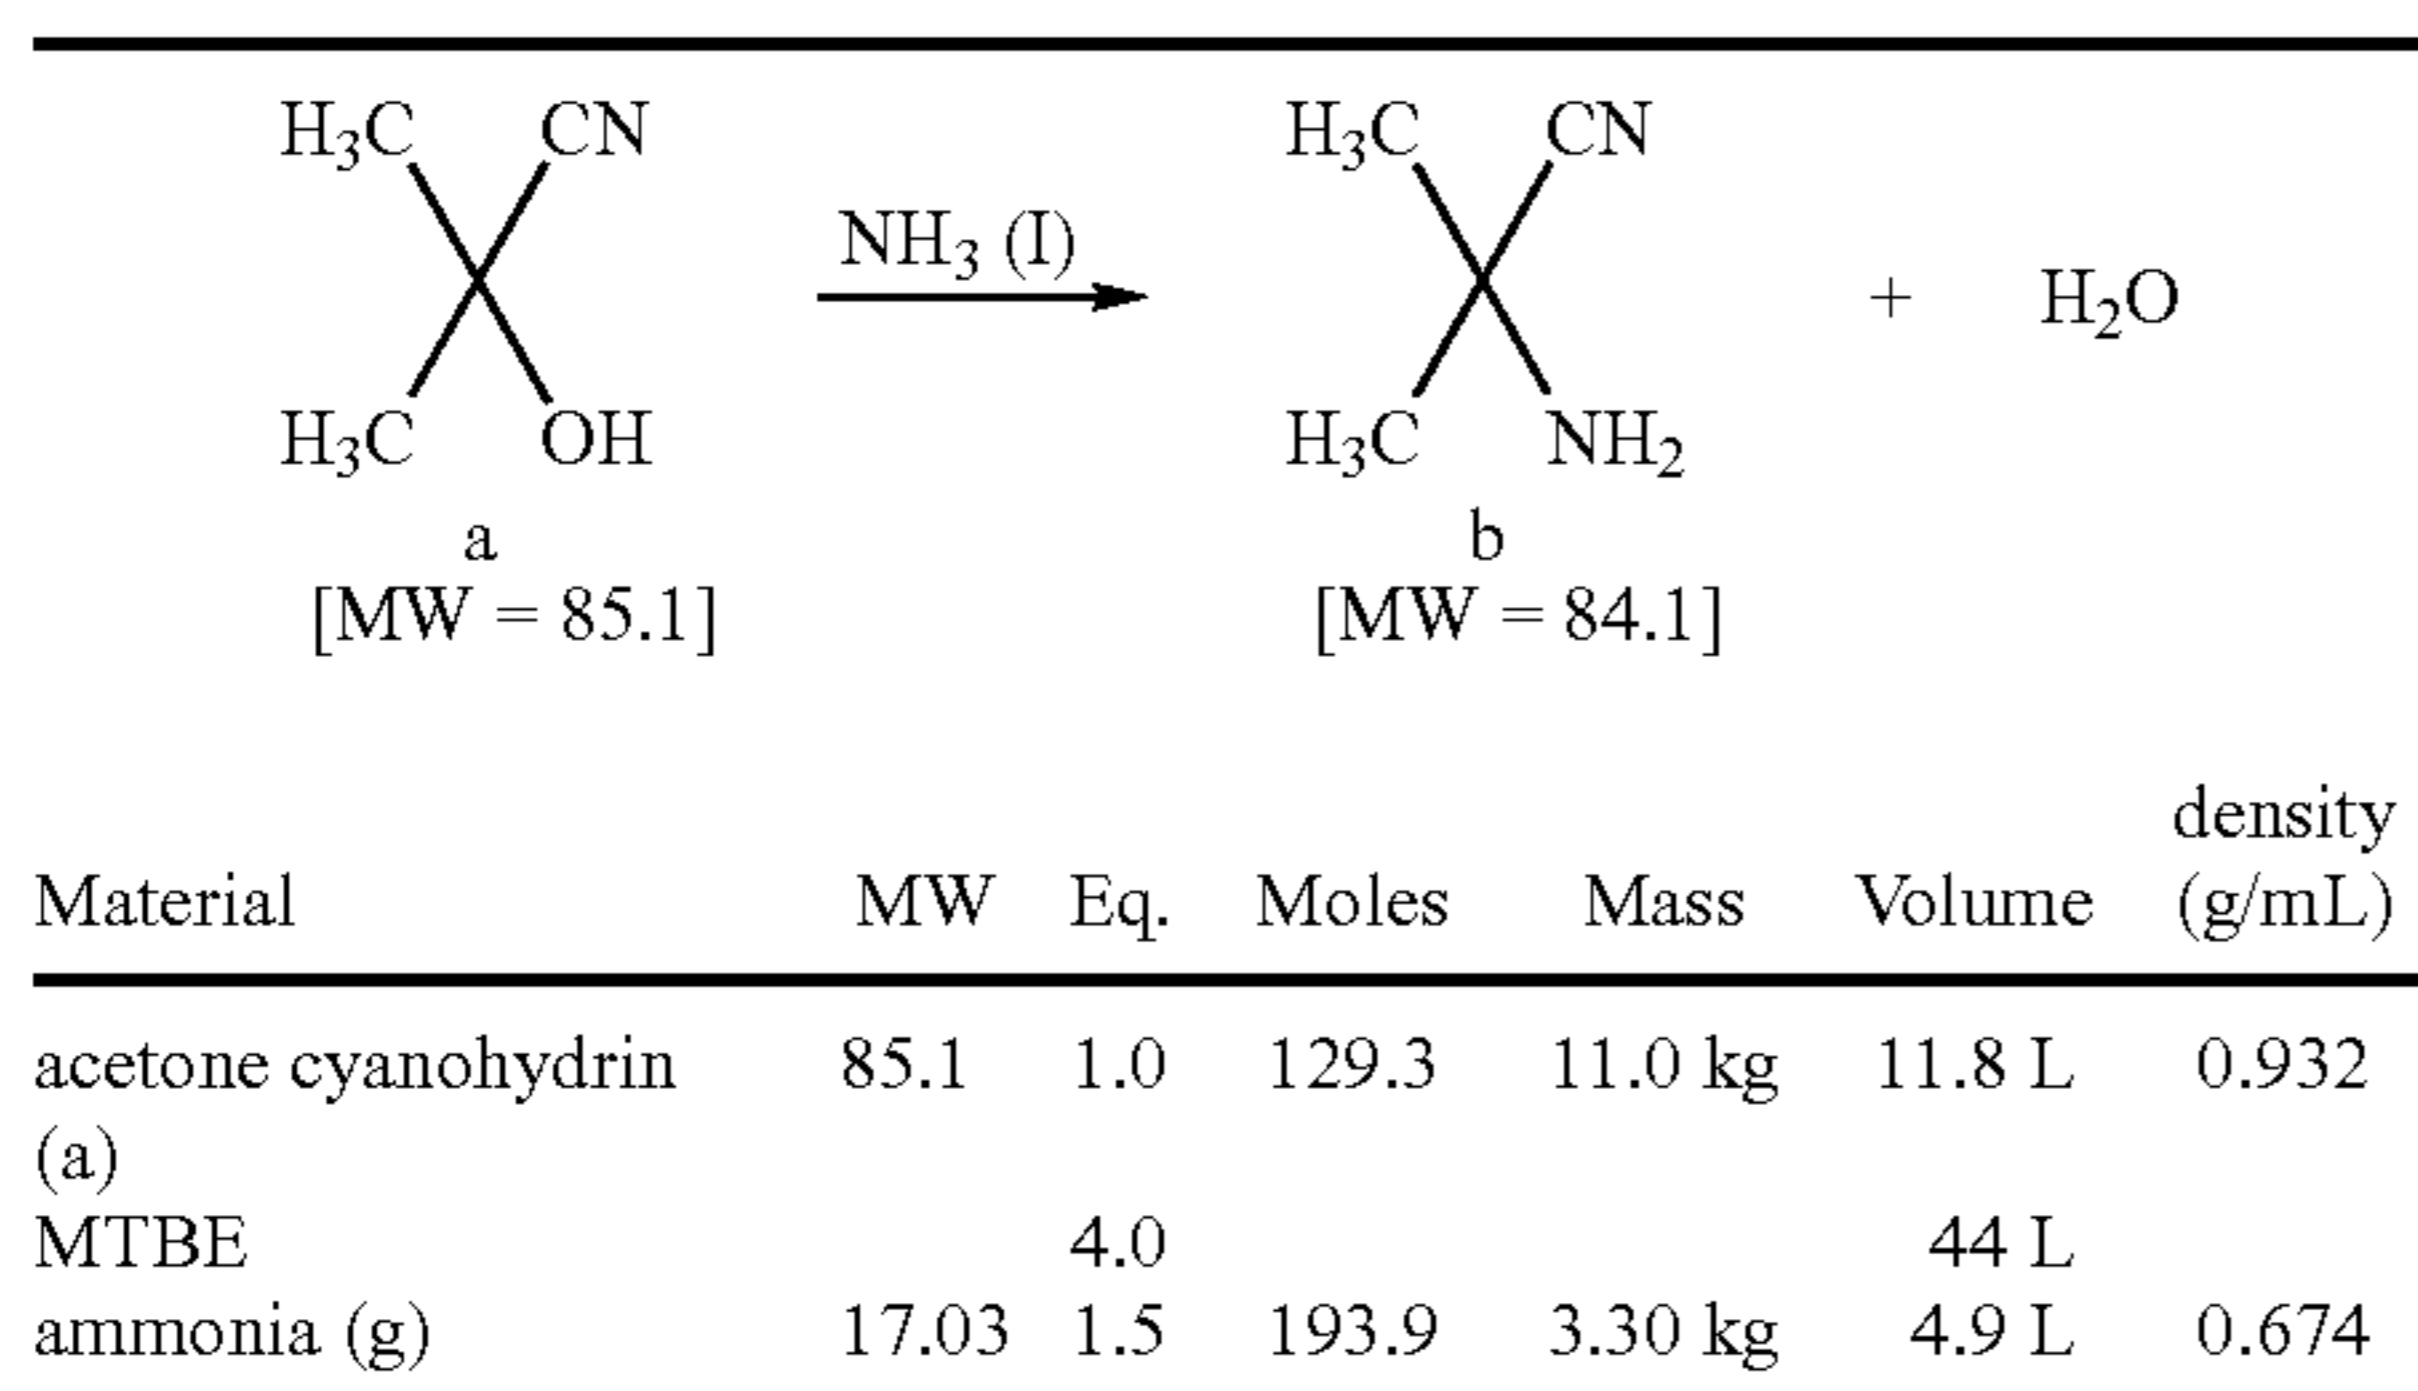 H3C CN H3C CN
NH3 (I)
+ H2O
H3C OH H3C NH2
a b
[MW = 85.1] [MW = 84.1]
density
Material MW Eq. Moles Mass Volume (g/mL)
acetone cyanohydrin 85.1 1.0 129.3 11.0 kg 11.8 L 0.932
(a)
MTBE 4.0 44 L
ammonia (g) 17.03 1.5 193.9 3.30 kg 4.9 L 0.674